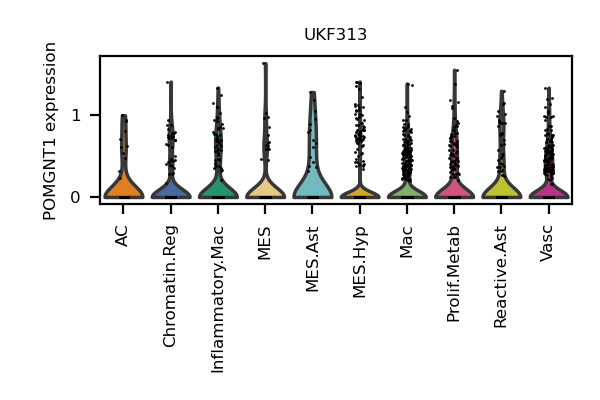 UKF313
POMGNT1 expression
1
0
AC
Chromatin.Reg
Inflammatory.Mac
MES
MES.Ast
MES.Hyp
Mac
Prolif.Metab
Reactive.Ast
Vasc